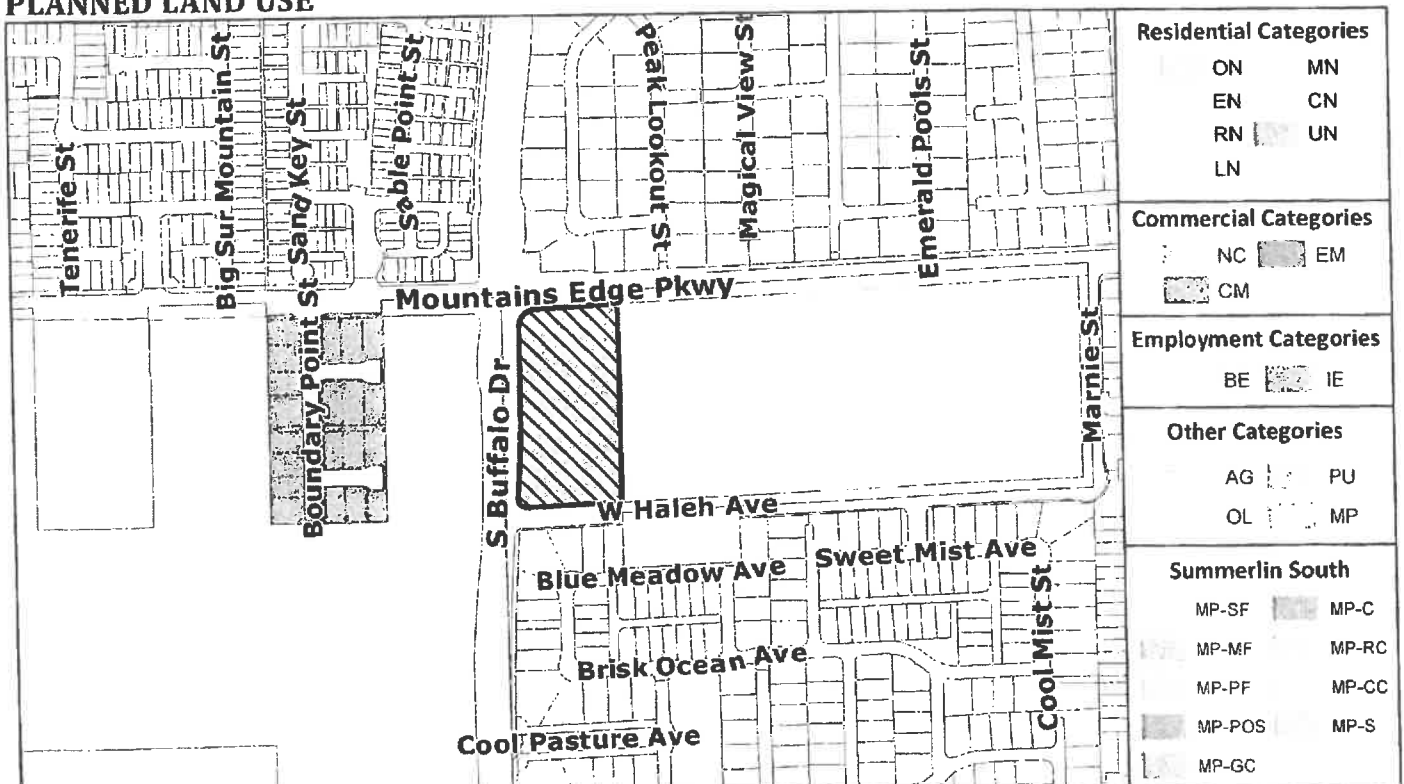 PLANNED LAND USE
Tenerife St
Big Sur Mountain St
Sand Key St
Soble Point St
Peak Lookout St
Magical View St
Emerald Pools St
Mountains Edge Pkwy
Boundary Point St
S Buffalo Dr
Marnie St
W Haleh Ave
Blue Meadow Ave
Sweet Mist Ave
Brisk Ocean Ave
Cool Mist St
Cool Pasture Ave
Residential Categories
ON MN
EN CN
RN UN
LN
Commercial Categories
NC EM
CM
Employment Categories
BE IE
Other Categories
AG PU
OL MP
Summerlin South
MP-SF MP-C
MP-MF MP-RC
MP-PF MP-CC
MP-POS MP-S
MP-GC